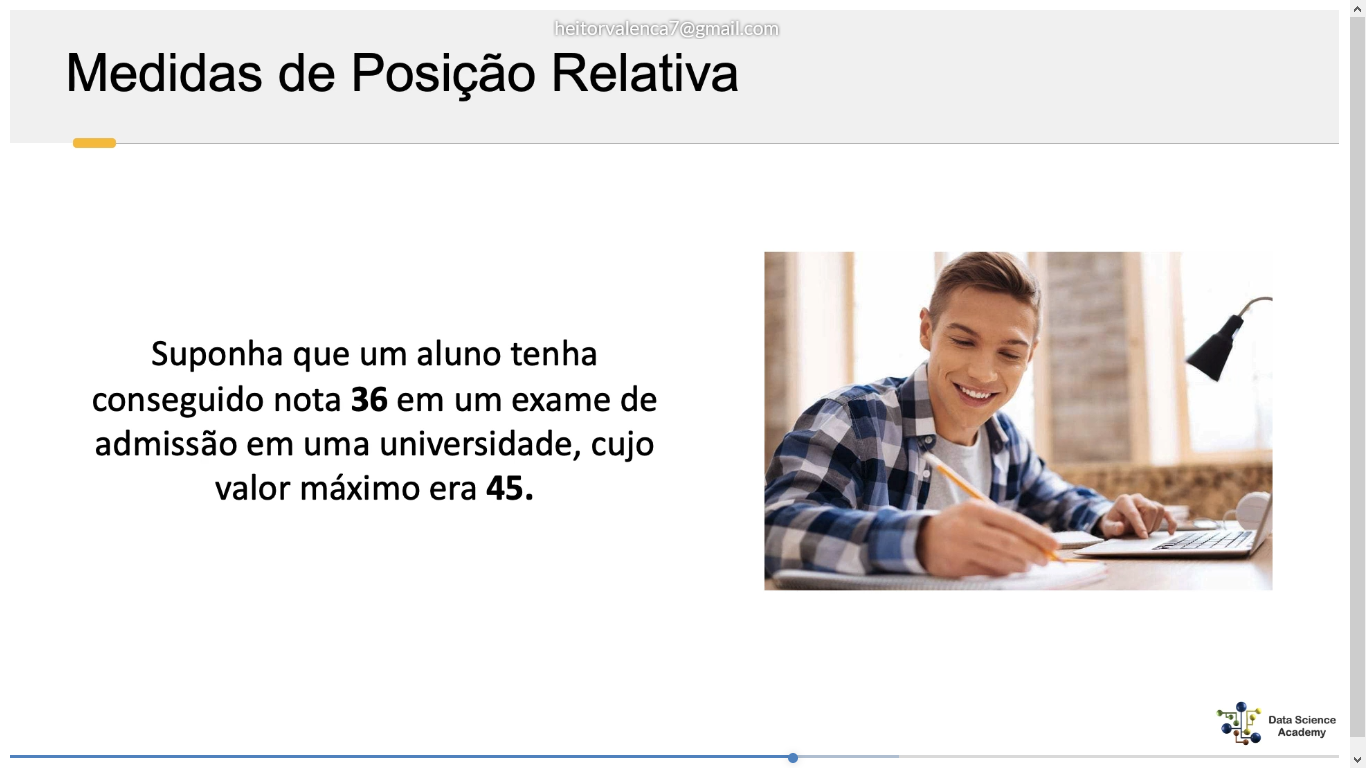 heitorvalenca7@gmail.com
Medidas de Posição Relativa
Suponha que um aluno tenha
conseguido nota 36 em um exame de
admissão em uma universidade, cujo
valor máximo era 45.
Data Science
Academy